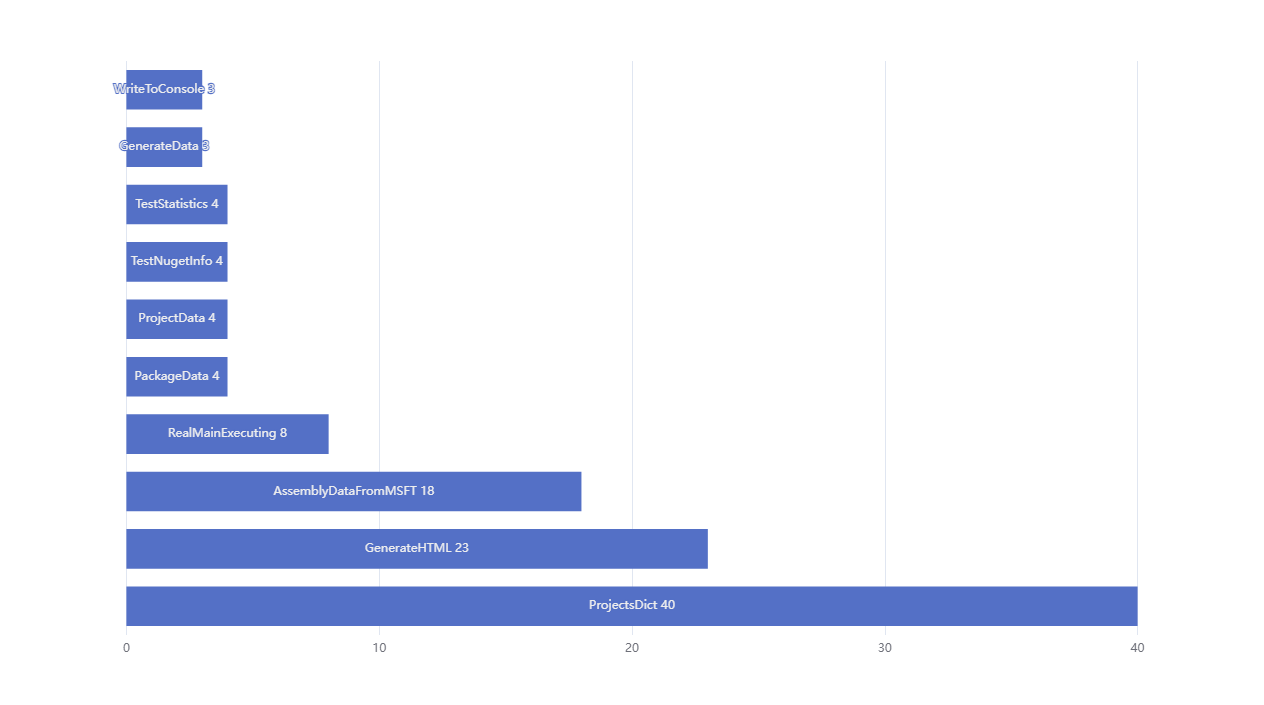 WriteToConsole 3
GenerateData 3
TestStatistics 4
TestNugetInfo 4
ProjectData 4
PackageData 4
RealMainExecuting 8
AssemblyDataFromMSFT 18
GenerateHTML 23
ProjectsDict 40
0 10 20 30 40